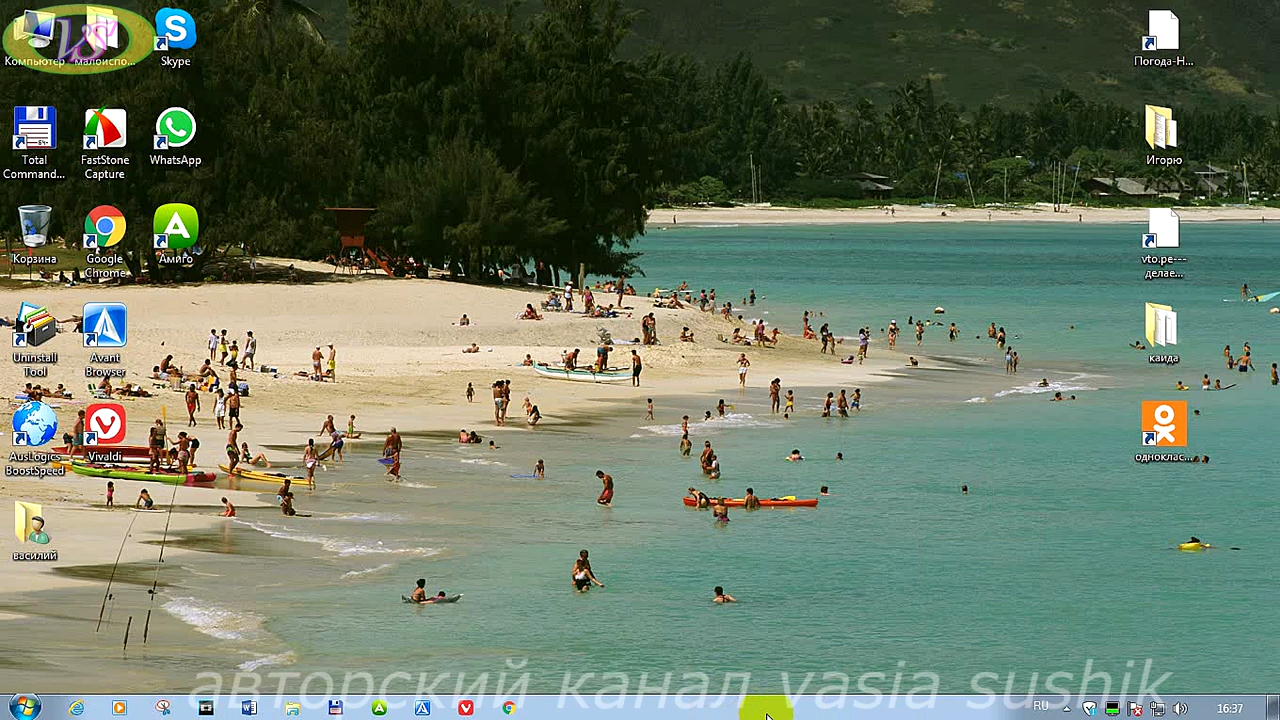 Компьютер
малоиспо...
Skype
Погода-Н...
Total
Command...
FastStone
Capture
WhatsApp
Игорю
Корзина
Google
Chrome
Амиго
vto.pe---
делае...
Uninstall
Tool
Avant
Browser
каида
AusLogics
BoostSpeed
Vivaldi
однокласс...
василий
авторский канал vasia sushik
RU
16:37